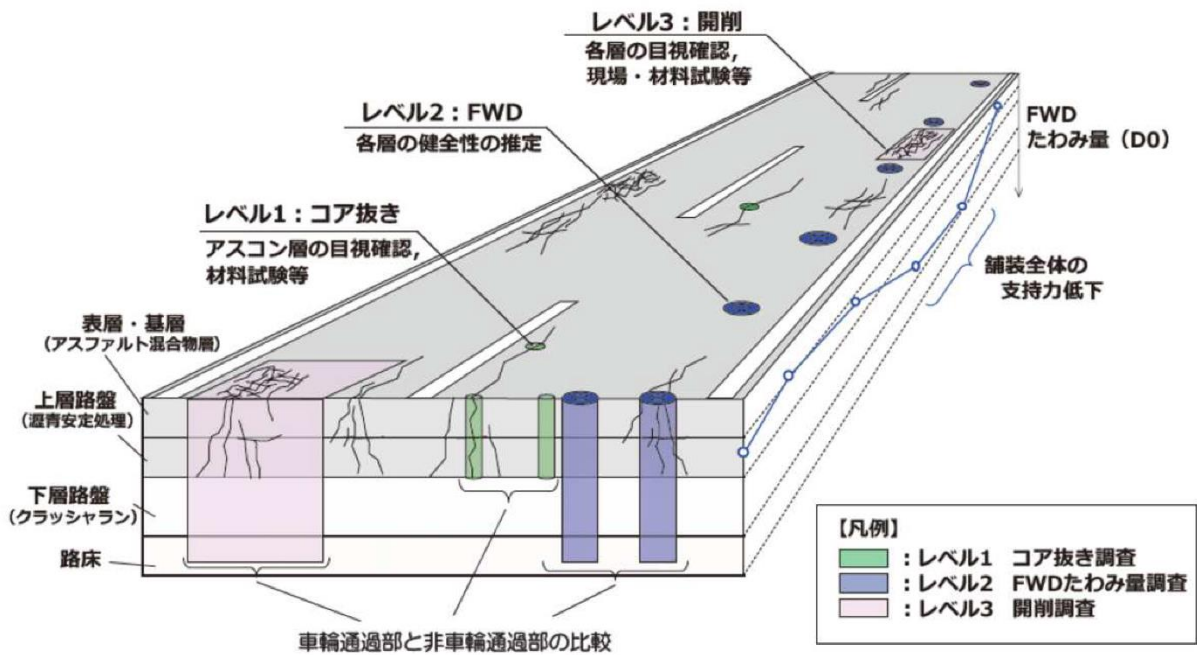 レベル3:開削
各層の目視確認,
現場・材料試験等
レベル2:FWD
各層の健全性の推定
FWD
たわみ量(D0)
レベル1:コア抜き
アスコン層の目視確認,
材料試験等
舗装全体の
支持力低下
表層・基層
(アスファルト混合物層)
上層路盤
(瀝青安定処理)
下層路盤
(クラッシャラン)
路床
車輪通過部と非車輪通過部の比較
【凡例】
:レベル1 コア抜き調査
:レベル2 FWDたわみ量調査
:レベル3 開削調査